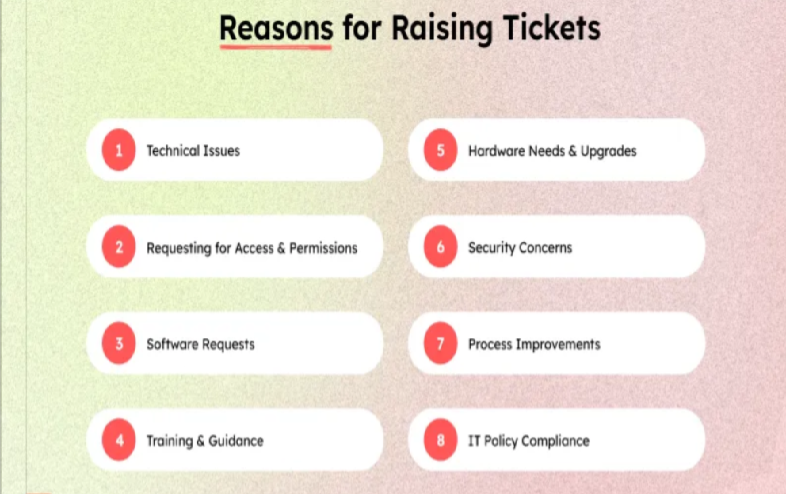 Reasons for Raising Tickets
1 Technical Issues
2 Requesting for Access & Permissions
3 Software Requests
4 Training & Guidance
5 Hardware Needs & Upgrades
6 Security Concerns
7 Process Improvements
8 IT Policy Compliance